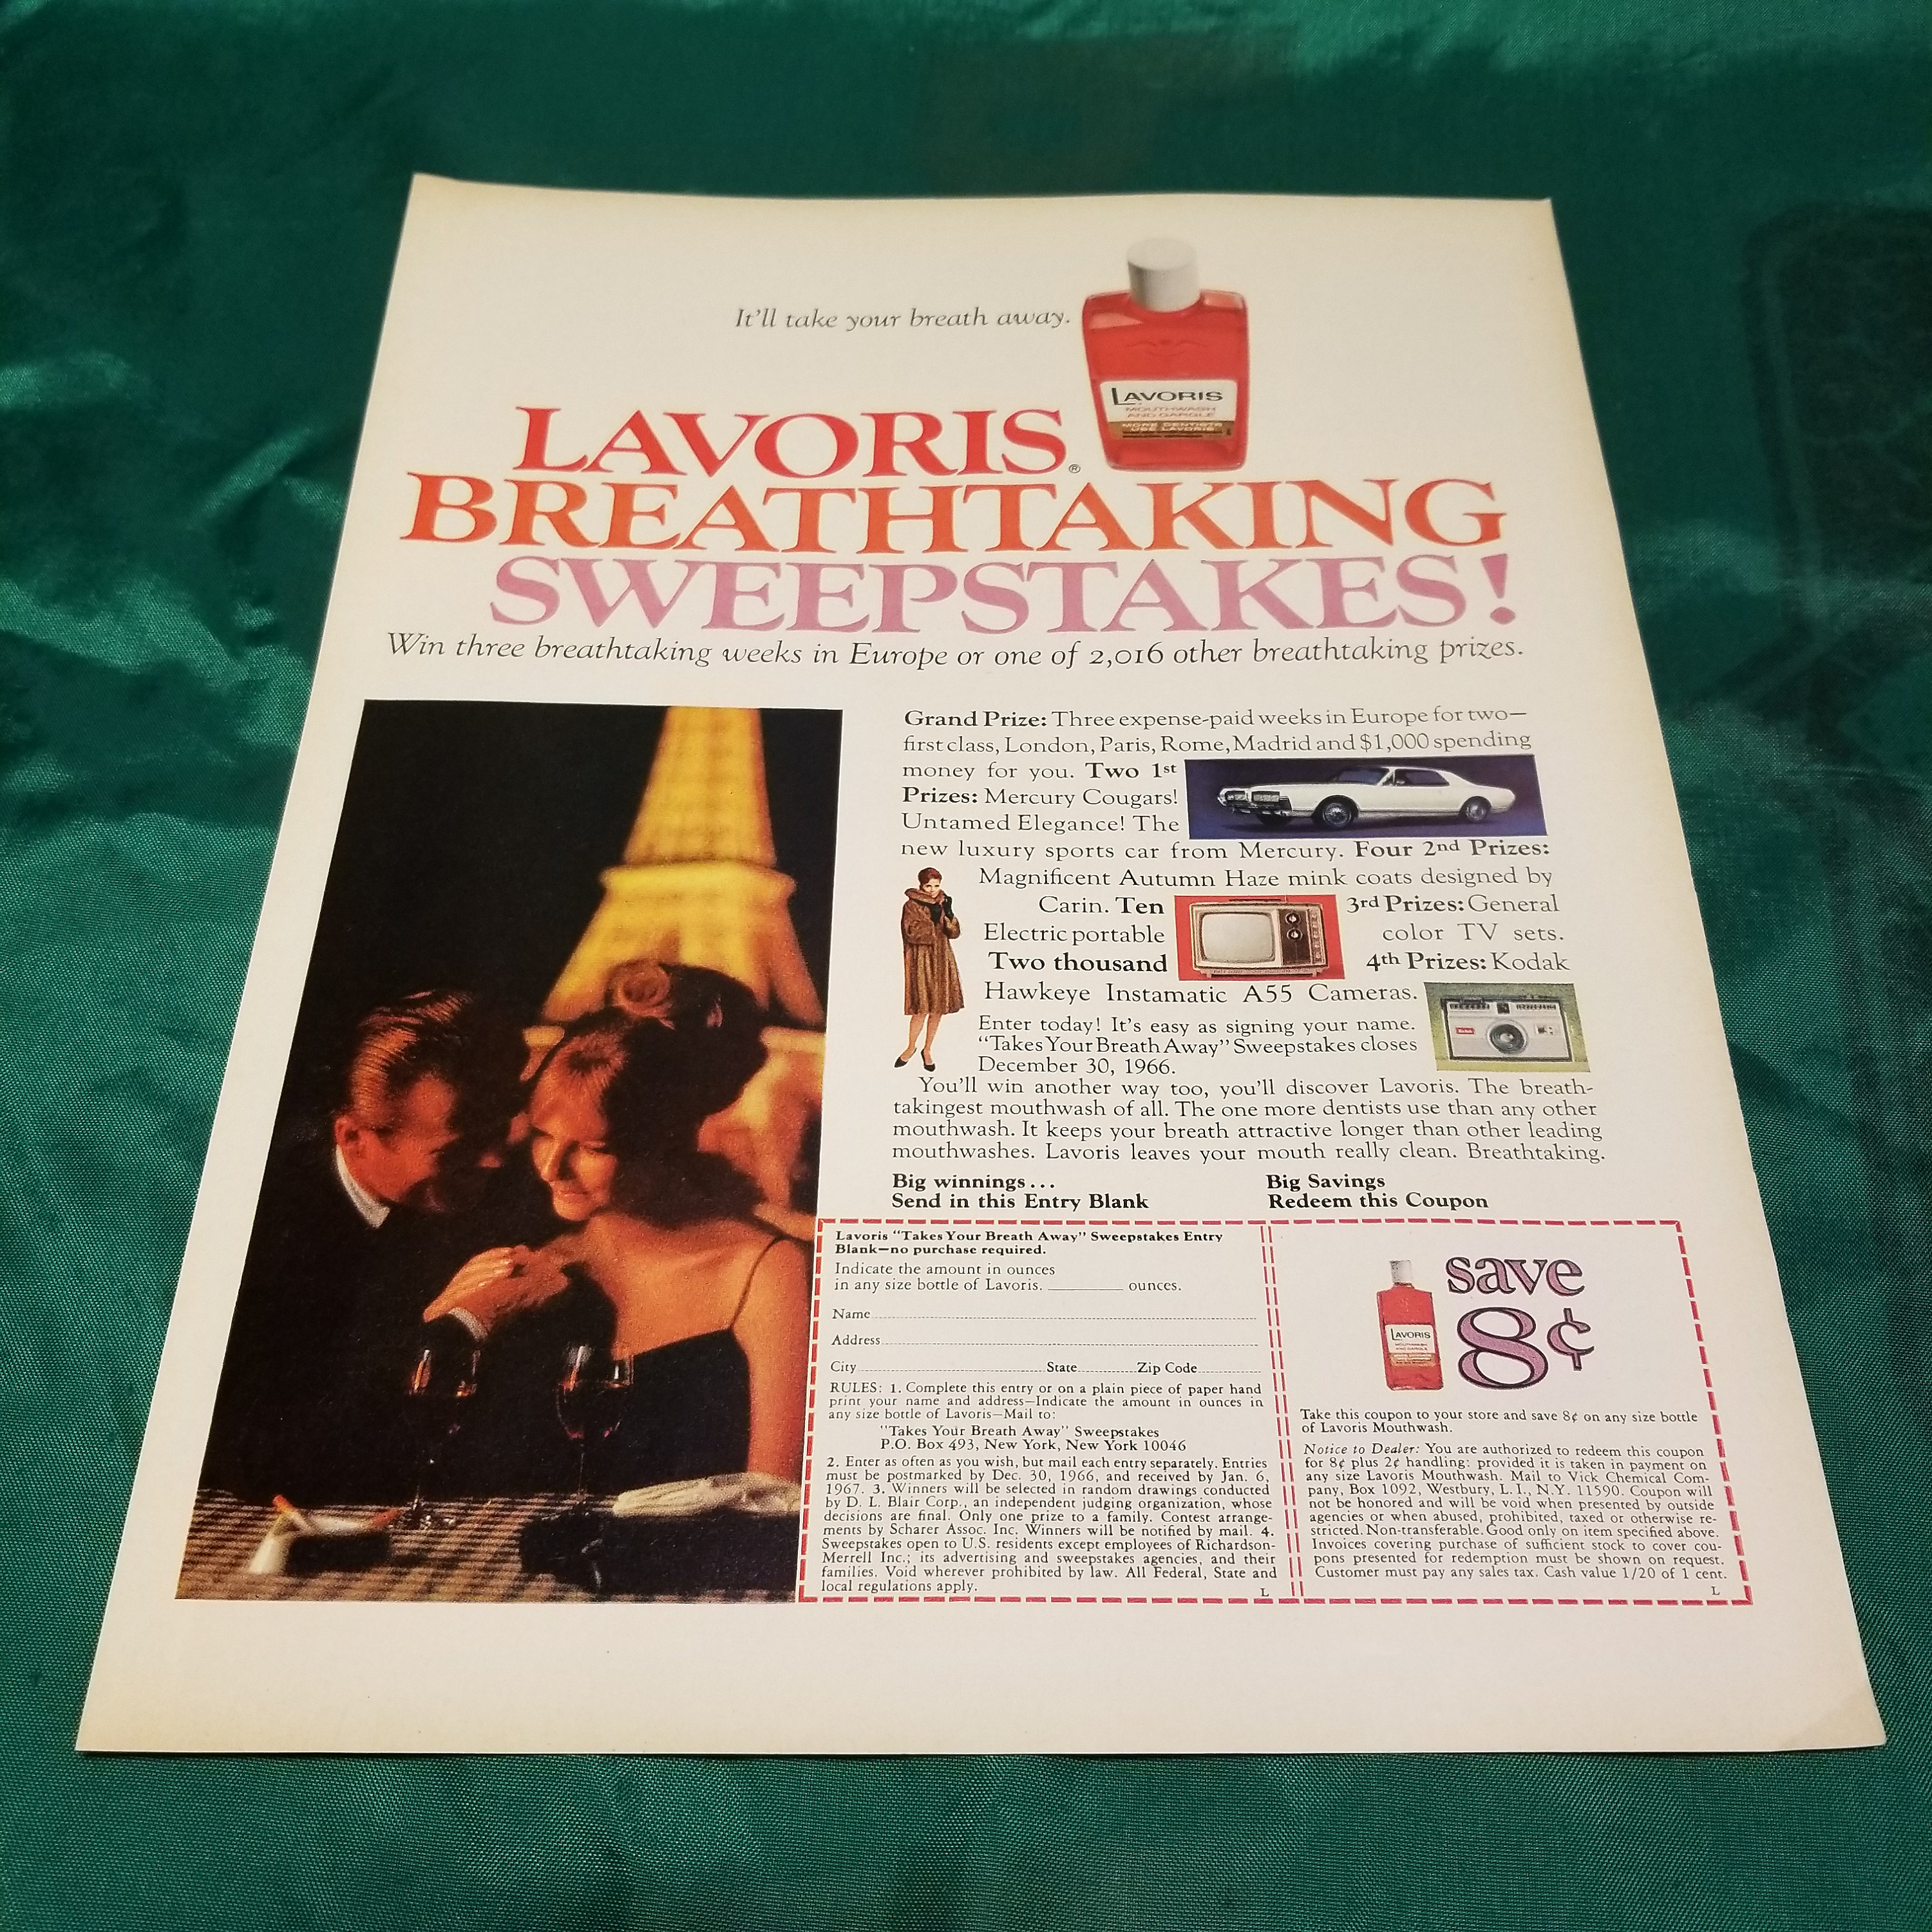 It'll take your breath away.
LAVORIS
MOUTHWASH
AND GARGLE
MORE DENTISTS
USE LAVORIS
LAVORIS®
BREATHTAKING
SWEEPSTAKES!
Win three breathtaking weeks in Europe or one of 2,016 other breathtaking prizes.
Grand Prize: Three expense-paid weeks in Europe for two—
first class, London, Paris, Rome, Madrid and $1,000 spending
money for you. Two 1st
Prizes: Mercury Cougars!
Untamed Elegance! The
new luxury sports car from Mercury. Four 2nd Prizes:
Magnificent Autumn Haze mink coats designed by
Carin. Ten 3rd Prizes: General
Electric portable color TV sets.
Two thousand 4th Prizes: Kodak
Hawkeye Instamatic A55 Cameras.
Kodak
Enter today! It's easy as signing your name.
"Takes Your Breath Away" Sweepstakes closes
December 30, 1966.
You'll win another way too, you'll discover Lavoris. The breath-
takingest mouthwash of all. The one more dentists use than any other
mouthwash. It keeps your breath attractive longer than other leading
mouthwashes. Lavoris leaves your mouth really clean. Breathtaking.
Big winnings...
Send in this Entry Blank
Big Savings
Redeem this Coupon
Lavoris "Takes Your Breath Away" Sweepstakes Entry
Blank—no purchase required.
Indicate the amount in ounces
in any size bottle of Lavoris. ________ ounces.
Name
Address
City State Zip Code
RULES: 1. Complete this entry or on a plain piece of paper hand
print your name and address—Indicate the amount in ounces in
any size bottle of Lavoris—Mail to:
"Takes Your Breath Away" Sweepstakes
P.O. Box 493, New York, New York 10046
2. Enter as often as you wish, but mail each entry separately. Entries
must be postmarked by Dec. 30, 1966, and received by Jan. 6,
1967. 3. Winners will be selected in random drawings conducted
by D. L. Blair Corp., an independent judging organization, whose
decisions are final. Only one prize to a family. Contest arrange-
ments by Scharer Assoc. Inc. Winners will be notified by mail. 4.
Sweepstakes open to U.S. residents except employees of Richardson-
Merrell Inc.; its advertising and sweepstakes agencies, and their
families. Void wherever prohibited by law. All Federal, State and
local regulations apply.
L
save
8¢
LAVORIS
Take this coupon to your store and save 8¢ on any size bottle
of Lavoris Mouthwash.
Notice to Dealer: You are authorized to redeem this coupon
for 8¢ plus 2¢ handling: provided it is taken in payment on
any size Lavoris Mouthwash. Mail to Vick Chemical Com-
pany, Box 1092, Westbury, L. I., N.Y. 11590. Coupon will
not be honored and will be void when presented by outside
agencies or when abused, prohibited, taxed or otherwise re-
stricted. Non-transferable. Good only on item specified above.
Invoices covering purchase of sufficient stock to cover cou-
pons presented for redemption must be shown on request.
Customer must pay any sales tax. Cash value 1/20 of 1 cent.
L